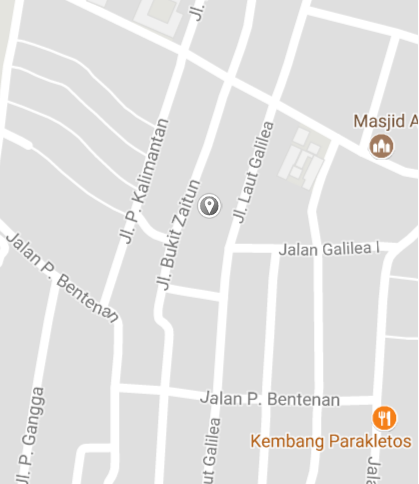 Jl.
Masjid A
Jl. P. Kalimantan
Jl. Laut Galilea
Jl. Bukit Zaitun
Jalan Galilea I
Jalan P. Bentenan
Jalan P. Bentenan
Jl. P. Gangga
ut Galilea
Kembang Parakletos
Jala